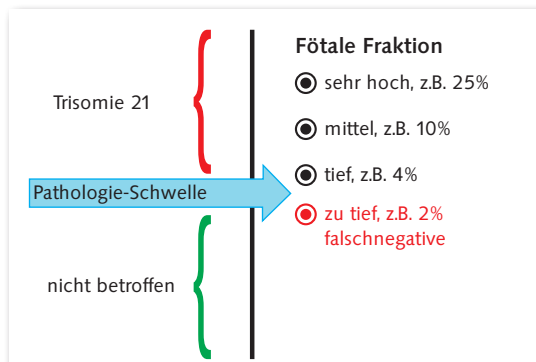 Fötale Fraktion
sehr hoch, z.B. 25%
Trisomie 21
mittel, z.B. 10%
tief, z.B. 4%
Pathologie-Schwelle
zu tief, z.B. 2%
falschnegative
nicht betroffen